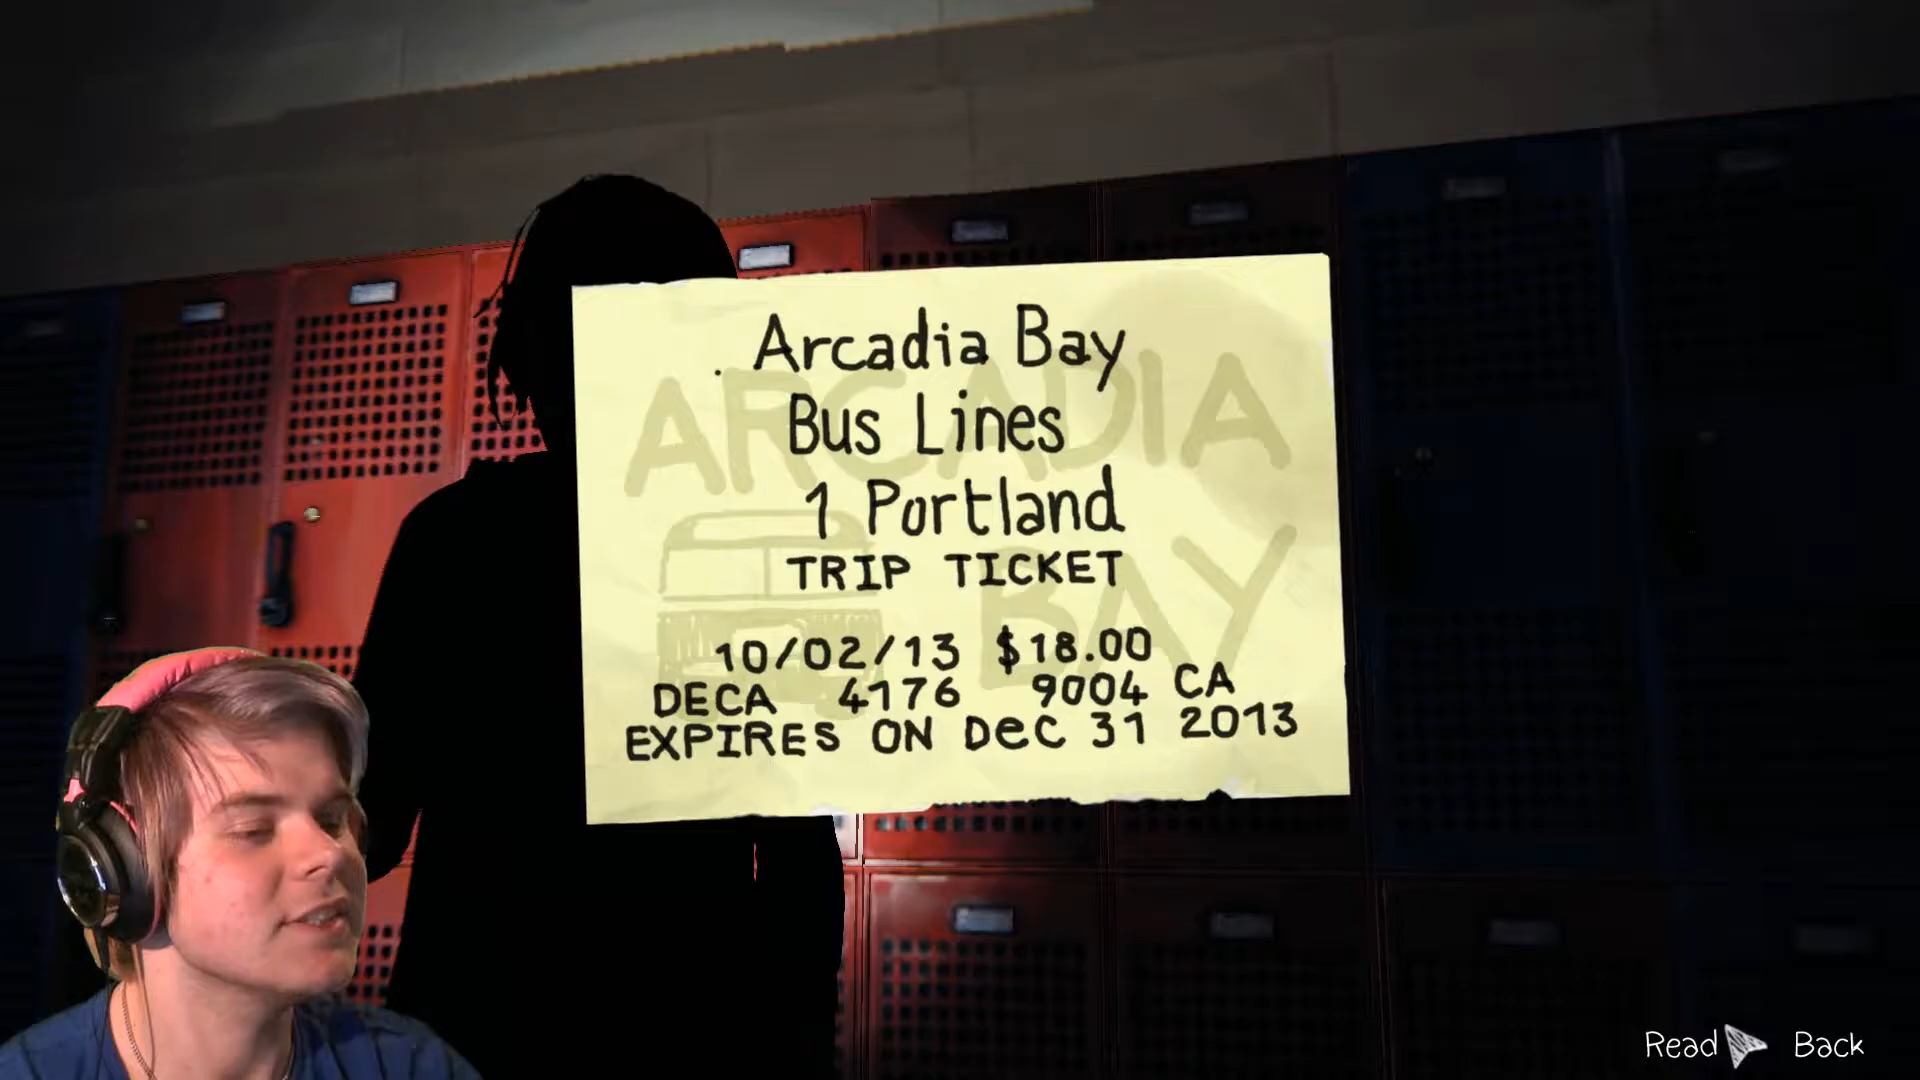 Arcadia Bay
Bus Lines
1 Portland
TRIP TICKET
10/02/13 $18.00
DECA 4176 9004 CA
EXPIRES ON Dec 31 2013
ARCADIA
BAY
Read Back